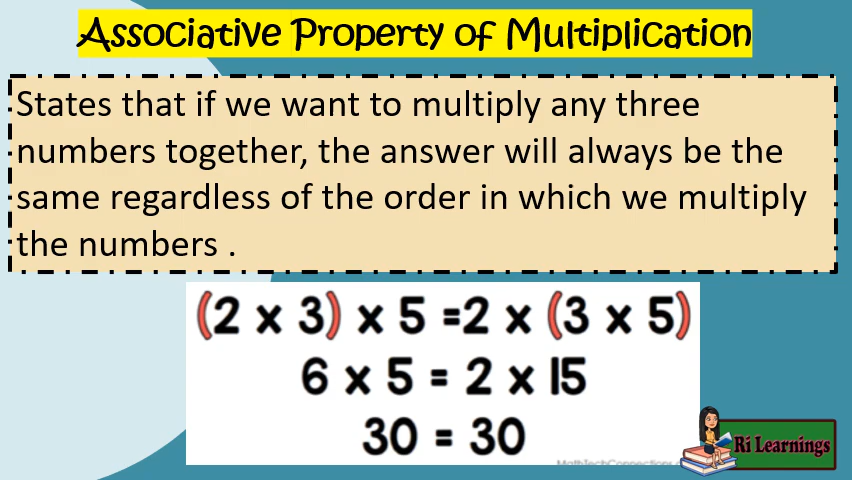 Associative Property of Multiplication
States that if we want to multiply any three
numbers together, the answer will always be the
same regardless of the order in which we multiply
the numbers .
(2 x 3) x 5 =2 x (3 x 5)
6 x 5 = 2 x 15
30 = 30
MathTechConnections
Ri Learnings